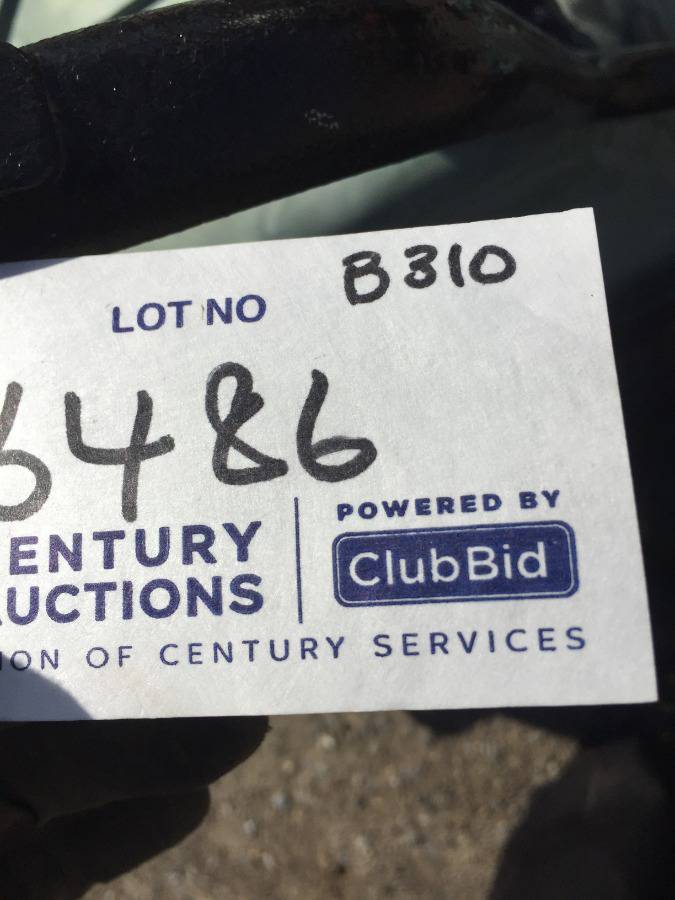 B310
LOT NO
6486
ENTURY
UCTIONS
POWERED BY
ClubBid
ION OF CENTURY SERVICES